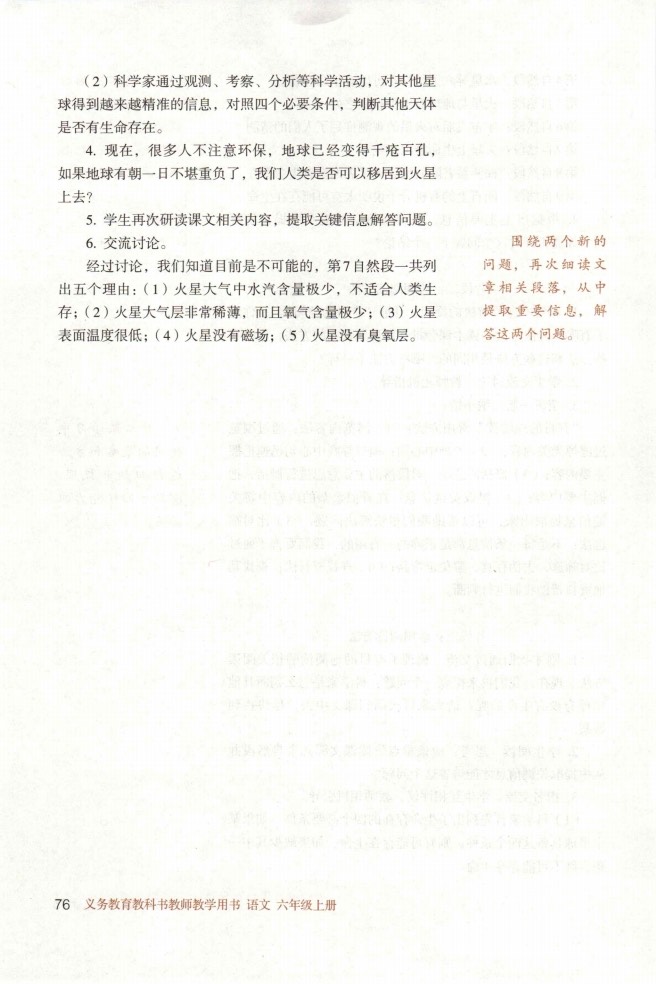 （2）科学家通过观测、考察、分析等科学活动，对其他星
球得到越来越精准的信息，对照四个必要条件，判断其他天体
是否有生命存在。
4. 现在，很多人不注意环保，地球已经变得千疮百孔，
如果地球有朝一日不堪重负了，我们人类是否可以移居到火星
上去？
5. 学生再次研读课文相关内容，提取关键信息解答问题。
6. 交流讨论。
经过讨论，我们知道目前是不可能的，第7自然段一共列
出五个理由：（1）火星大气中水汽含量极少，不适合人类生
存；（2）火星大气层非常稀薄，而且氧气含量极少；（3）火星
表面温度很低；（4）火星没有磁场；（5）火星没有臭氧层。
围绕两个新的
问题，再次细读文
章相关段落，从中
提取重要信息，解
答这两个问题。
76 义务教育教科书教师教学用书 语文 六年级上册